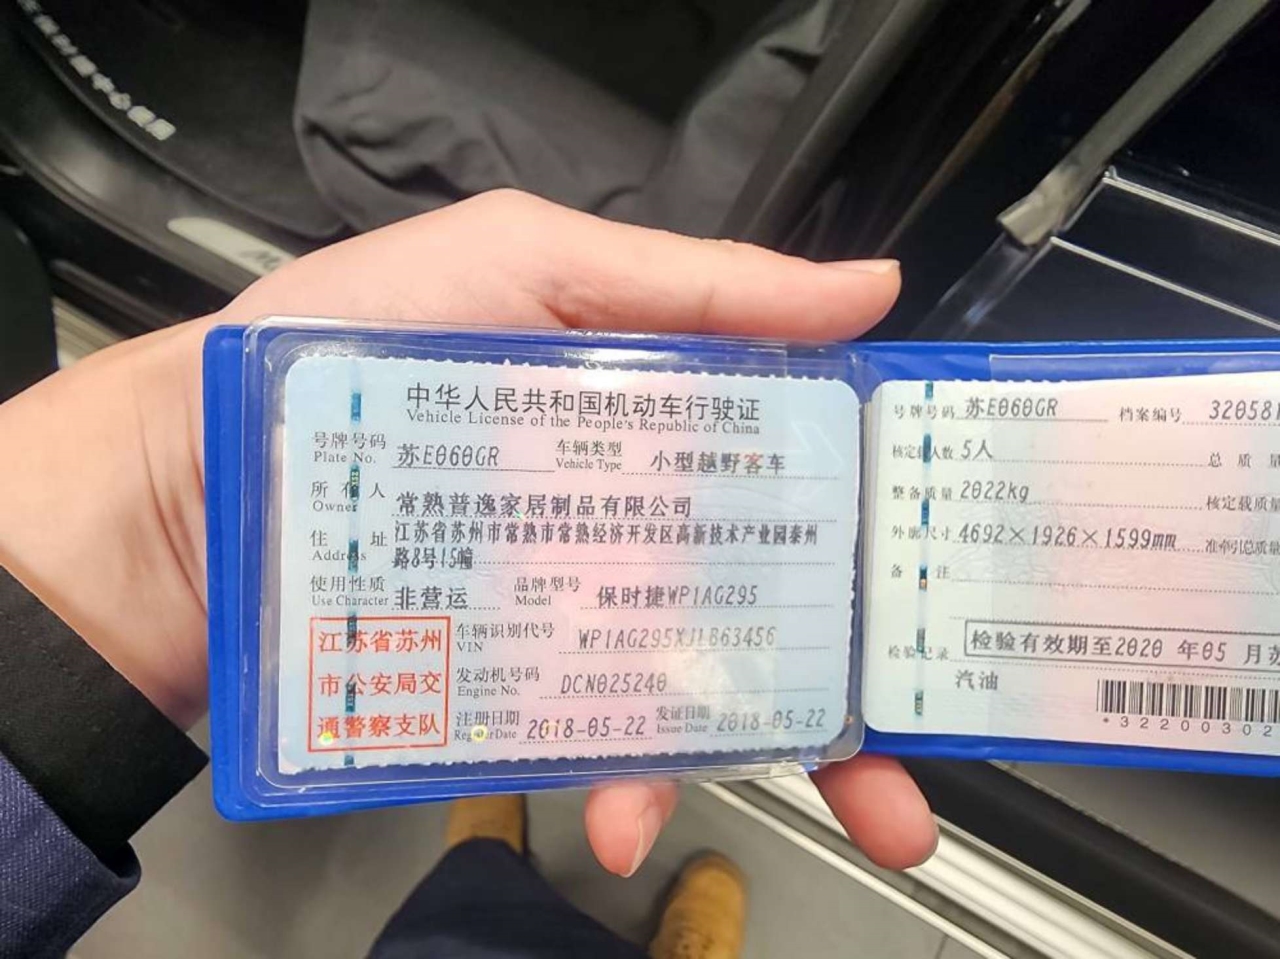 中华人民共和国机动车行驶证
Vehicle License of the People's Republic of China
号牌号码 苏E060GR 车辆类型 小型越野客车
Plate No. Vehicle Type
所有人 常熟普逸家居制品有限公司
Owner
住址 江苏省苏州市常熟市常熟经济开发区高新技术产业园泰州
Address 路8号15幢
使用性质 非营运 品牌型号 保时捷WP1AG295
Use Character Model
江苏省苏州
市公安局交
通警察支队
车辆识别代号 WP1AG295XJLB63456
VIN
发动机号码 DCN025240
Engine No.
注册日期 2018-05-22 发证日期 2018-05-22
Register Date Issue Date
号牌号码 苏E060GR 档案编号 32058
核定载人数 5人 总质量
整备质量 2022kg 核定载质量
外廓尺寸 4692×1926×1599mm 准牵引总质量
备注
检验记录 检验有效期至2020 年05 月苏
汽油
*32200302